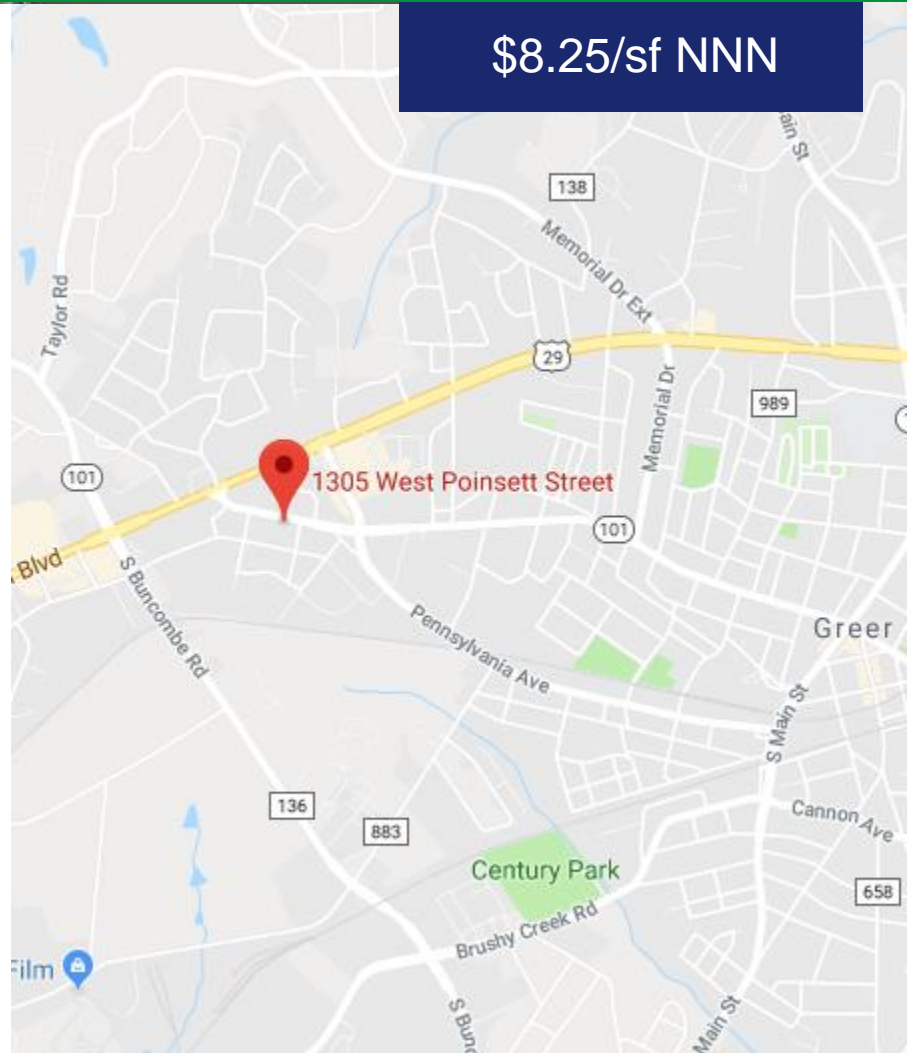 $8.25/sf NNN
ain St
138
Memorial Dr Ext
Taylor Rd
29
Memorial Dr
989
101
1305 West Poinsett Street
101
Blvd
S Buncombe Rd
Pennsylvania Ave
Greer
S Main St
136
883
Cannon Ave
Century Park
658
Brushy Creek Rd
Film
S Bunc
Main St